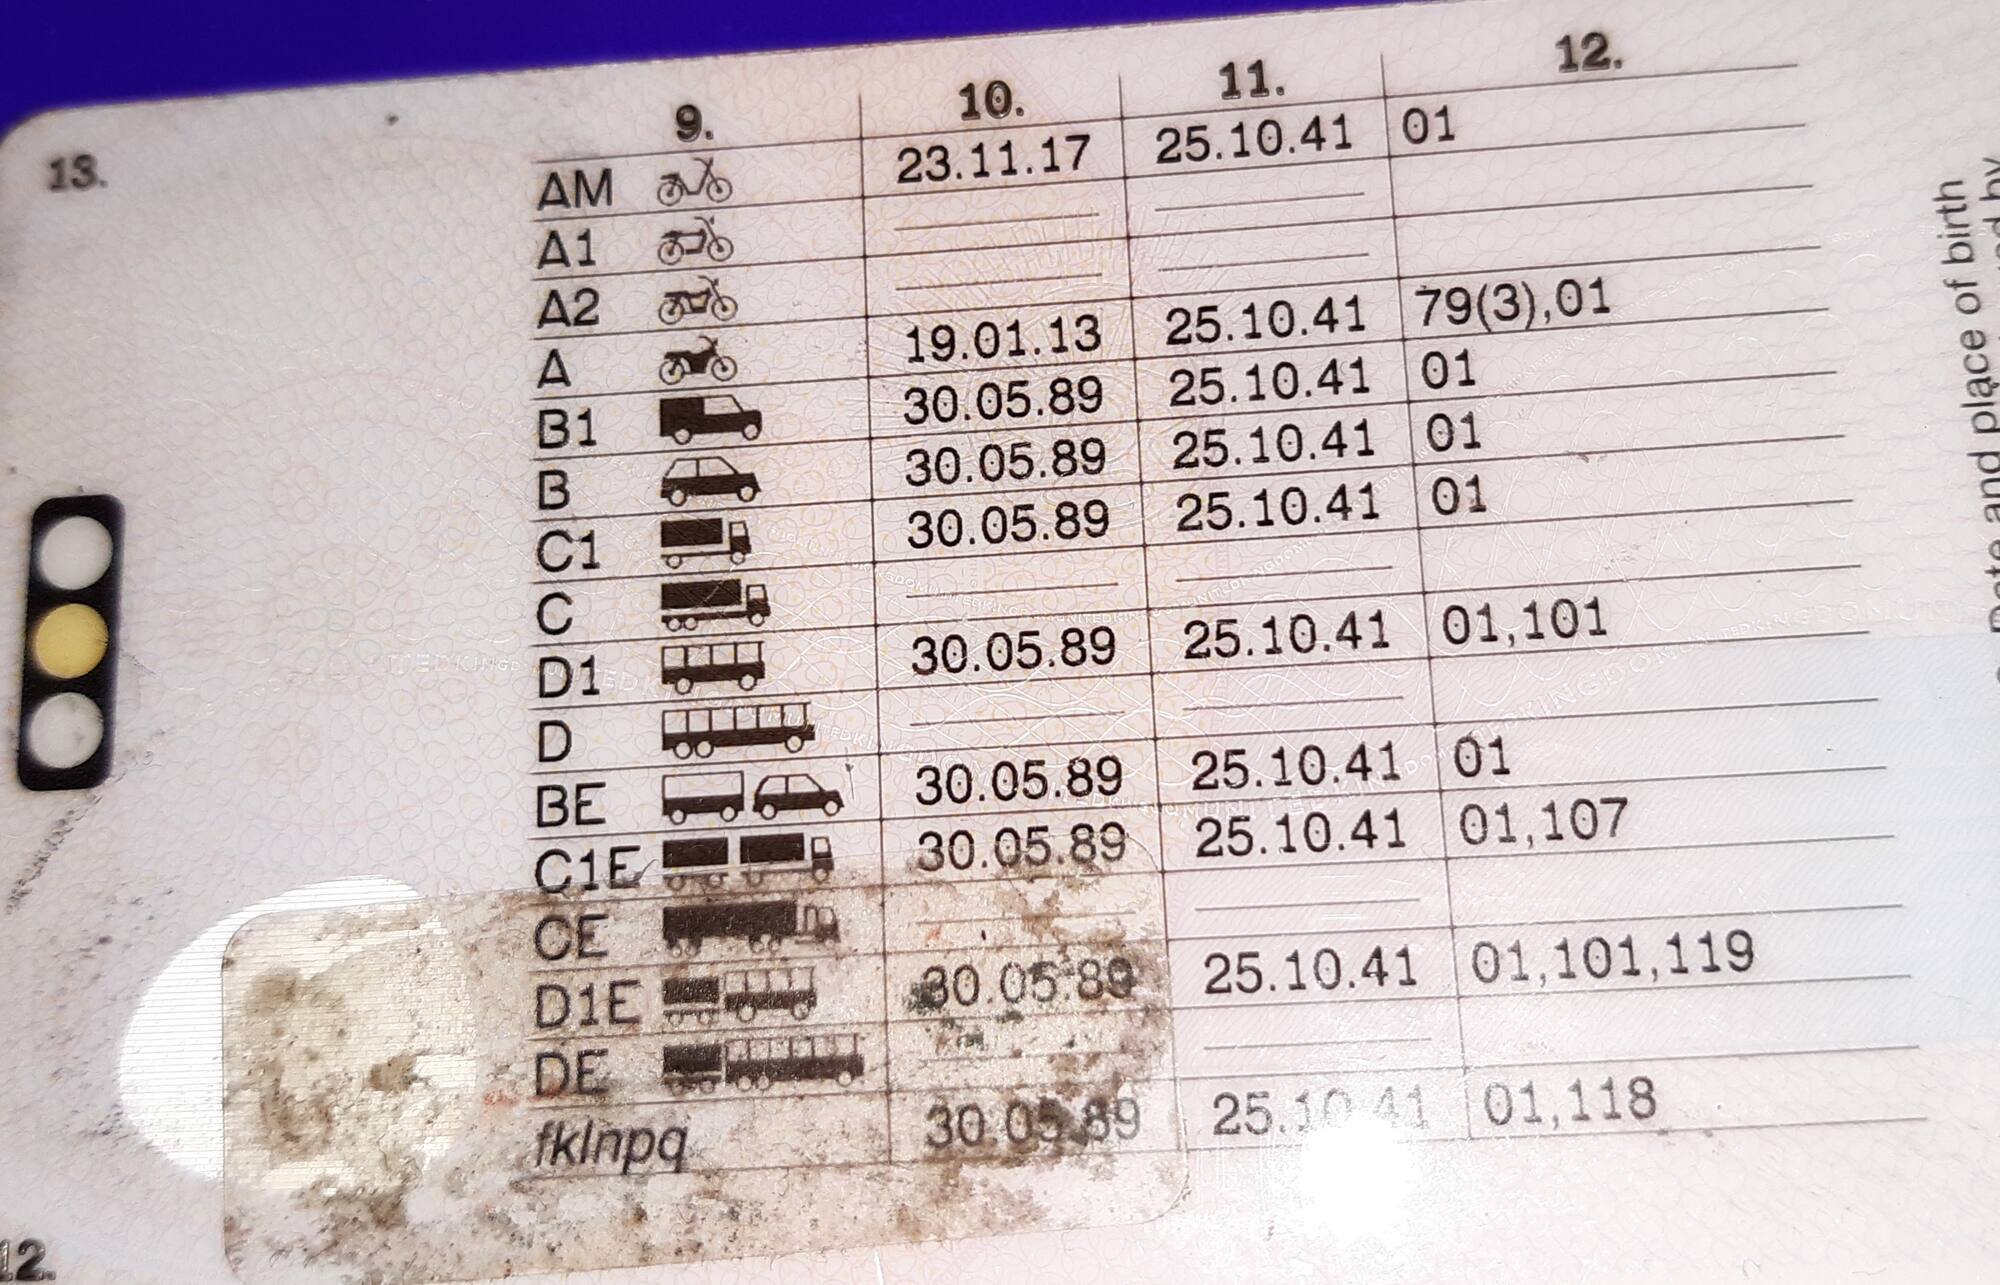 13.
9. 10. 11. 12.
AM 23.11.17 25.10.41 01
A1
A2
A 19.01.13 25.10.41 79(3),01
B1 30.05.89 25.10.41 01
B 30.05.89 25.10.41 01
C1 30.05.89 25.10.41 01
C
D1 30.05.89 25.10.41 01,101
D
BE 30.05.89 25.10.41 01
C1E 30.05.89 25.10.41 01,107
CE
D1E 30.05.89 25.10.41 01,101,119
DE
fklnpq 30.05.89 25.10.41 01,118
12.
Date and place of birth
by